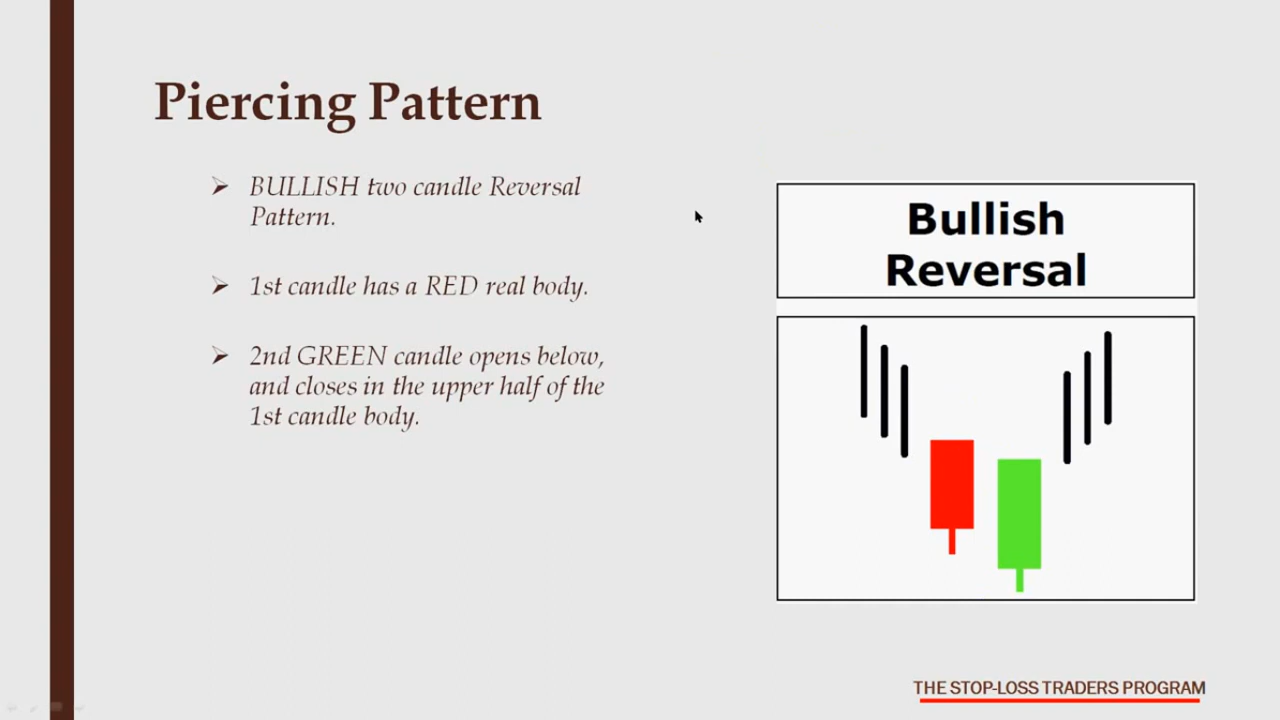 Piercing Pattern
BULLISH two candle Reversal
Pattern.
1st candle has a RED real body.
2nd GREEN candle opens below,
and closes in the upper half of the
1st candle body.
Bullish
Reversal
THE STOP-LOSS TRADERS PROGRAM